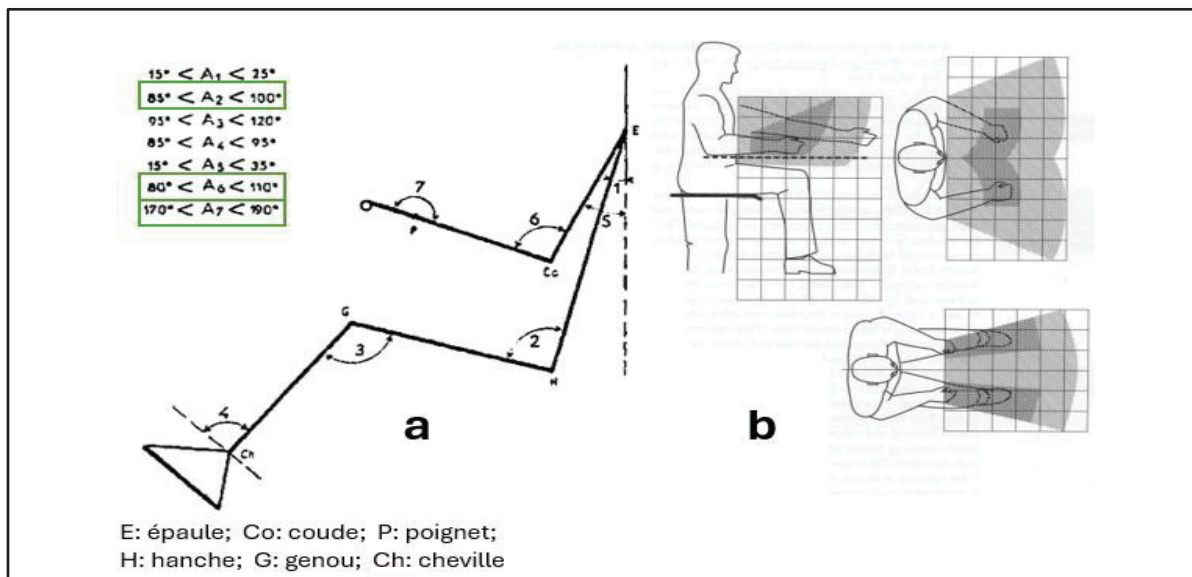 15° < A1 < 25°
85° < A2 < 100°
95° < A3 < 120°
85° < A4 < 95°
15° < A5 < 35°
80° < A6 < 110°
170° < A7 < 190°
E
1
5
7
P
6
Co
G
3
2
H
4
Ch
a
b
E: épaule; Co: coude; P: poignet;
H: hanche; G: genou; Ch: cheville